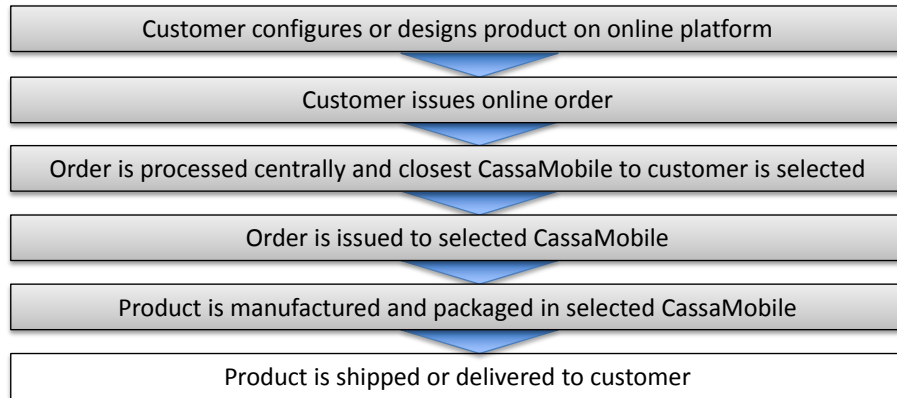 Customer configures or designs product on online platform
Customer issues online order
Order is processed centrally and closest CassaMobile to customer is selected
Order is issued to selected CassaMobile
Product is manufactured and packaged in selected CassaMobile
Product is shipped or delivered to customer